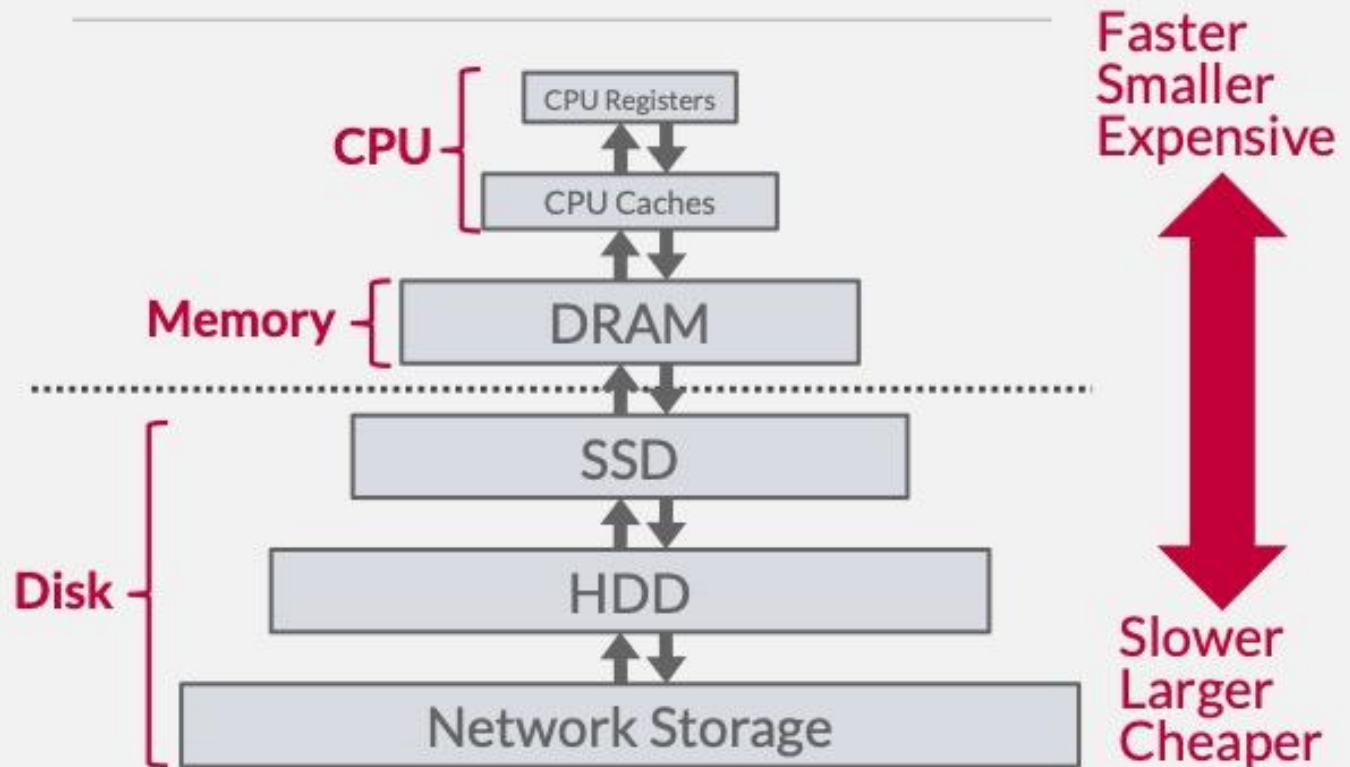 Faster
Smaller
Expensive
CPU Registers
CPU
CPU Caches
Memory
DRAM
SSD
Disk
HDD
Slower
Larger
Cheaper
Network Storage